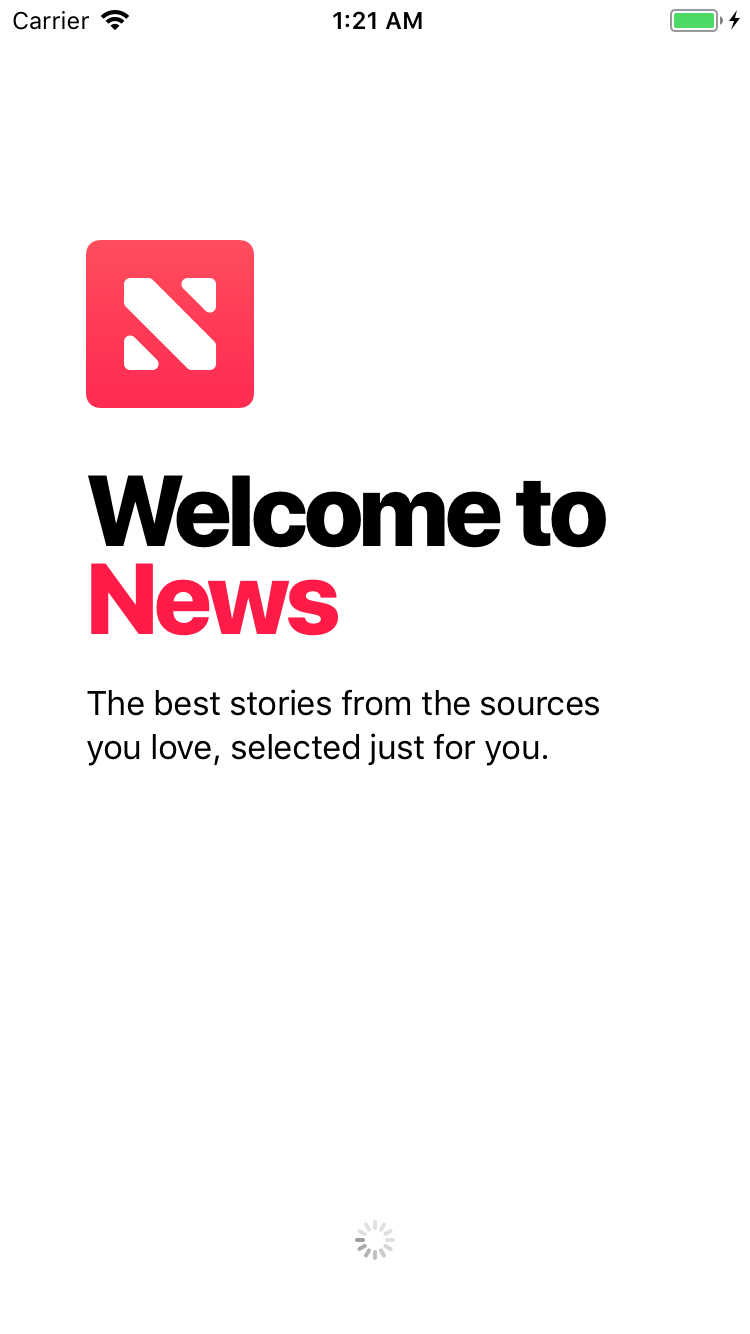 Carrier 1:21 AM
Welcome to
News
The best stories from the sources
you love, selected just for you.